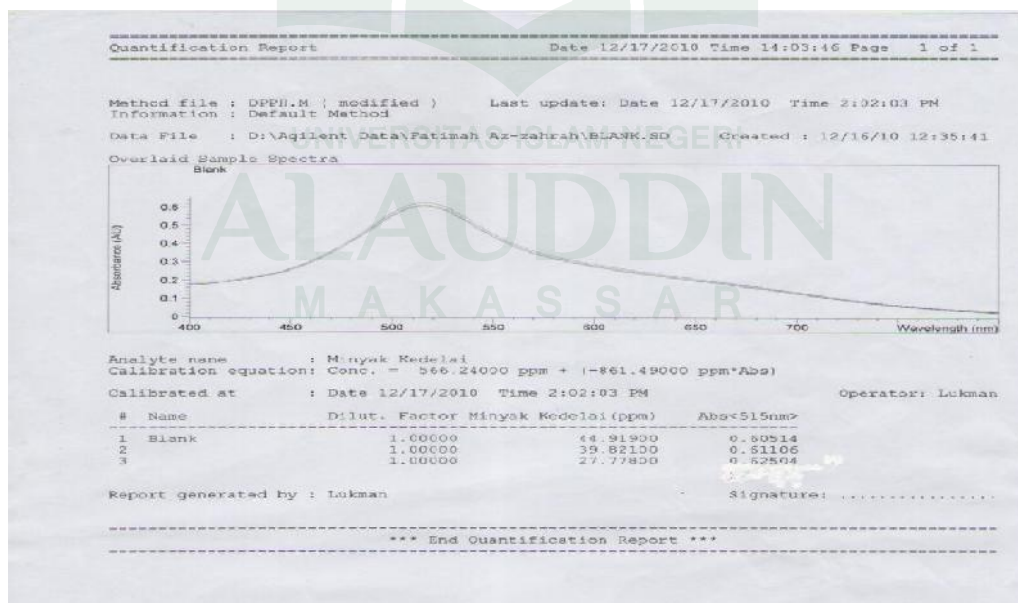 Quantification Report Date 12/17/2010 Time 14:03:46 Page 1 of 1
Method file : DPPH.M ( modified ) Last update: Date 12/17/2010 Time 2:02:03 PM
Information : Default Method
Data File : D:\Agilent Data\Fatimah Az-zahrah\BLANK.SD Created : 12/16/10 12:35:41
UNIVERSITAS ISLAM NEGERI
Overlaid Sample Spectra
Blank
ALAUDDIN
Absorbance (AU)
0.6
0.5
0.4
0.3
0.2
0.1
0
MAKASSAR
400 450 500 550 600 650 700 Wavelength (nm)
Analyte name : Minyak Kedelai
Calibration equation: Conc. = 566.24000 ppm + (-861.49000 ppm*Abs)
Calibrated at : Date 12/17/2010 Time 2:02:03 PM Operator: Lukman
# Name Dilut. Factor Minyak Kedelai(ppm) Abs<515nm>
1 Blank 1.00000 44.91900 0.60514
2 1.00000 39.82100 0.61106
3 1.00000 27.77800 0.62504
Report generated by : Lukman Signature: ................
*** End Quantification Report ***